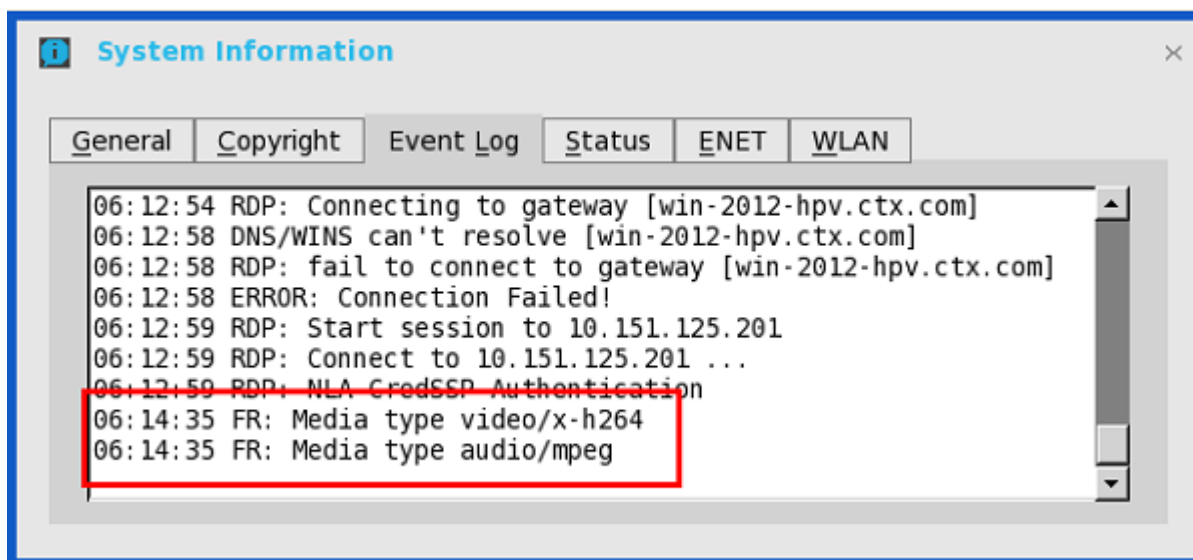 System Information
General Copyright Event Log Status ENET WLAN
06:12:54 RDP: Connecting to gateway [win-2012-hpv.ctx.com]
06:12:58 DNS/WINS can't resolve [win-2012-hpv.ctx.com]
06:12:58 RDP: fail to connect to gateway [win-2012-hpv.ctx.com]
06:12:58 ERROR: Connection Failed!
06:12:59 RDP: Start session to 10.151.125.201
06:12:59 RDP: Connect to 10.151.125.201 ...
06:12:59 RDP: NLA CredSSP Authentication
06:14:35 FR: Media type video/x-h264
06:14:35 FR: Media type audio/mpeg